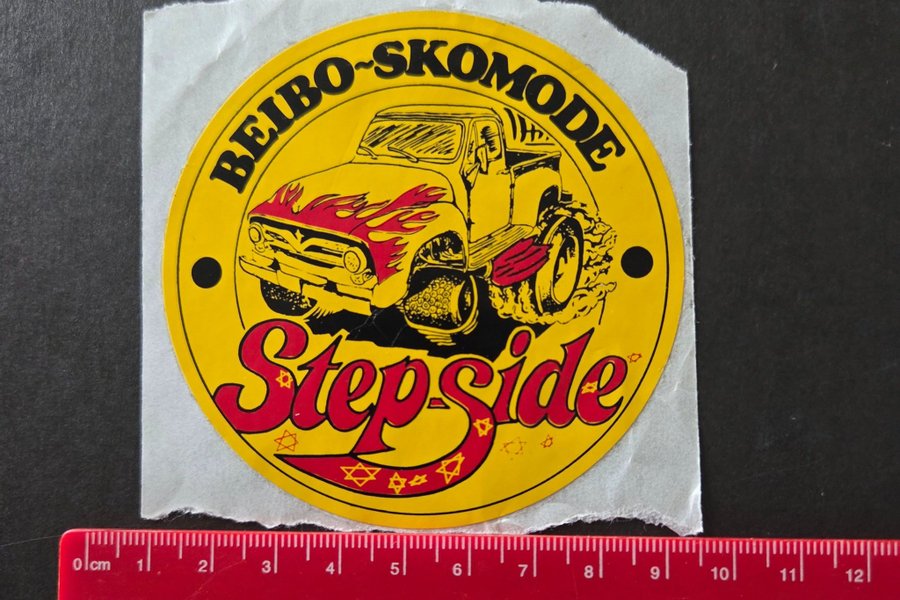 BEIBO~SKOMODE
Step-Side
0 cm 1 2 3 4 5 6 7 8 9 10 11 12